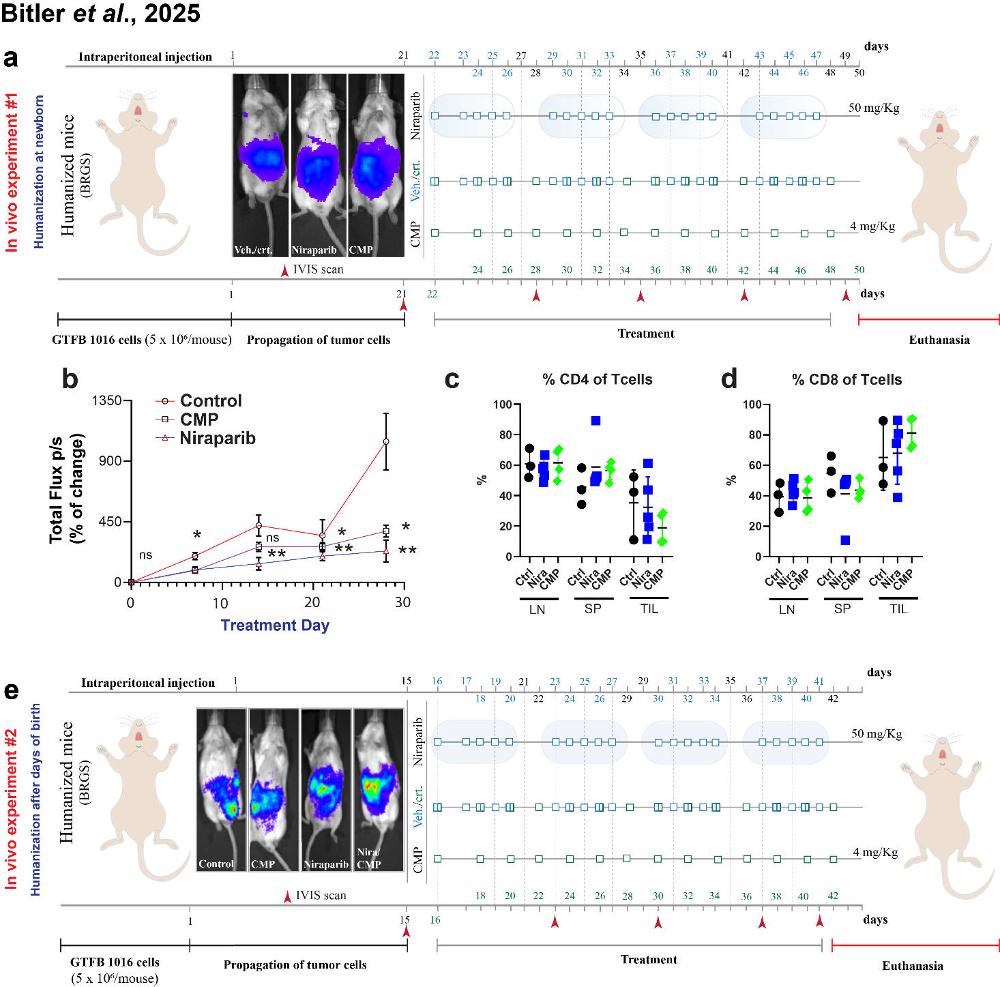 Bitler et al., 2025
a
Intraperitoneal injection
1 21 22 23 25 27 29 31 33 35 37 39 41 43 45 47 49 days
24 26 28 30 32 34 36 38 40 42 44 46 48 50
In vivo experiment #1
Humanization at newborn
Humanized mice
(BRGS)
Veh./crt. Niraparib CMP
Niraparib
50 mg/Kg
Veh./crt.
CMP
4 mg/Kg
IVIS scan
24 26 28 30 32 34 36 38 40 42 44 46 48 50
1 21 22 days
GTFB 1016 cells (5 x 10⁶/mouse) Propagation of tumor cells Treatment Euthanasia
b
Total Flux p/s
(% of change)
1350
900
450
0
Control
CMP
Niraparib
ns * ns ** * ** * **
0 10 20 30
Treatment Day
c
% CD4 of Tcells
%
100
80
60
40
20
0
Ctrl Nira CMP Ctrl Nira CMP Ctrl Nira CMP
LN SP TIL
d
% CD8 of Tcells
%
100
80
60
40
20
0
Ctrl Nira CMP Ctrl Nira CMP Ctrl Nira CMP
LN SP TIL
e
Intraperitoneal injection
1 15 16 17 19 21 23 25 27 29 31 33 35 37 39 41 days
18 20 22 24 26 29 30 32 34 36 38 40 42
In vivo experiment #2
Humanization after days of birth
Humanized mice
(BRGS)
Control CMP Niraparib Nira/
CMP
Niraparib
50 mg/Kg
Veh./crt.
CMP
4 mg/Kg
IVIS scan
18 20 22 24 26 28 30 32 34 36 38 40 42
1 15 16 days
GTFB 1016 cells
(5 x 10⁶/mouse)
Propagation of tumor cells
Treatment
Euthanasia